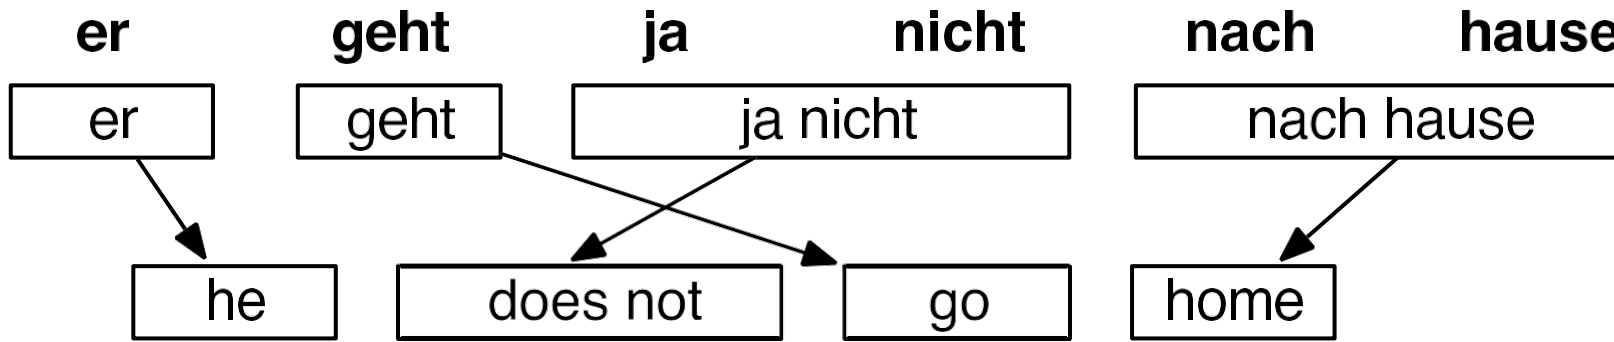 er geht ja nicht nach hause
er geht ja nicht nach hause
he does not go home